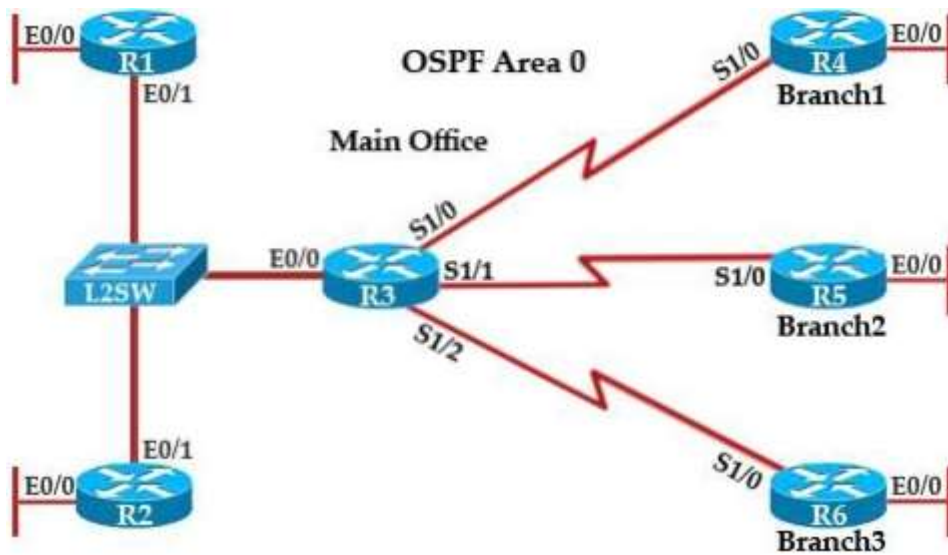 E0/0
R1
E0/1
OSPF Area 0
Main Office
S1/0
R4
E0/0
Branch1
L2SW
E0/0
R3
S1/0
S1/1
S1/2
S1/0
R5
E0/0
Branch2
E0/1
E0/0
R2
S1/0
R6
E0/0
Branch3